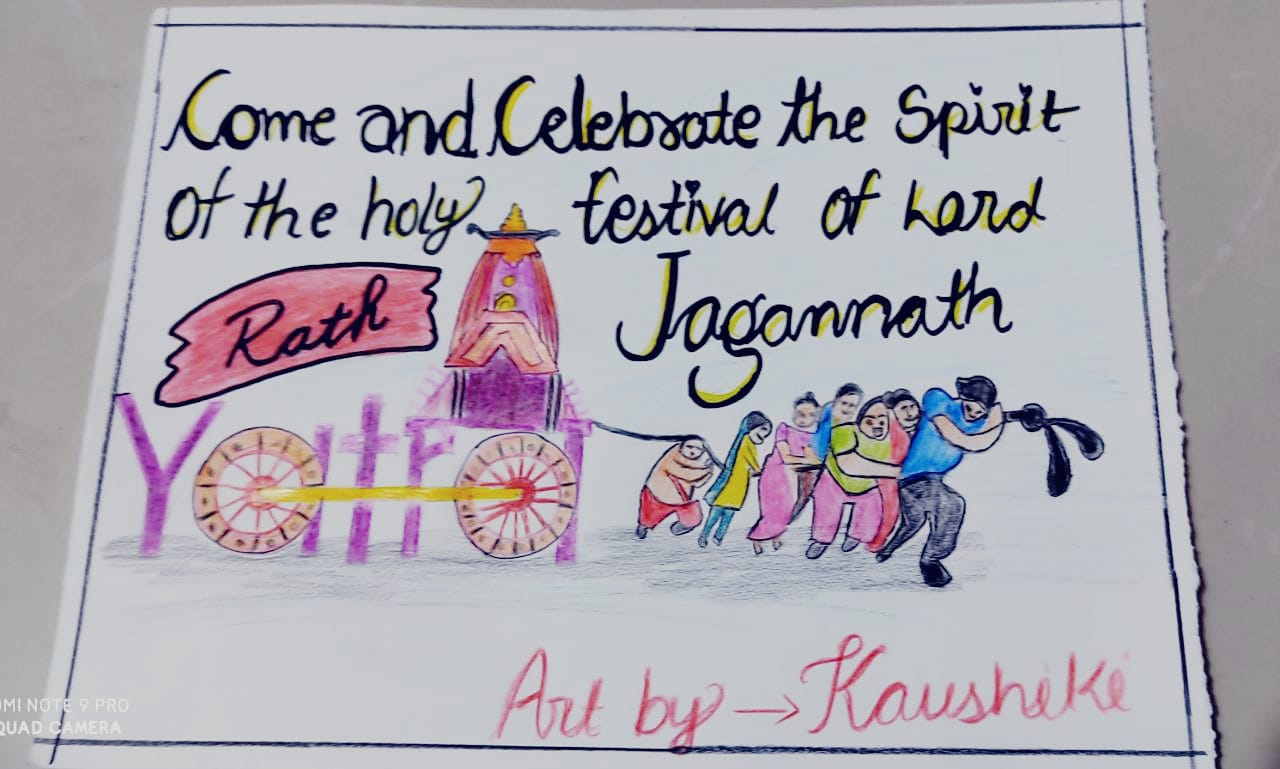 Come and Celebrate the Spirit
of the holy festival of Lord
Rath Jagannath
Yatra
Art by → Kausheke
MI NOTE 9 PRO
QUAD CAMERA